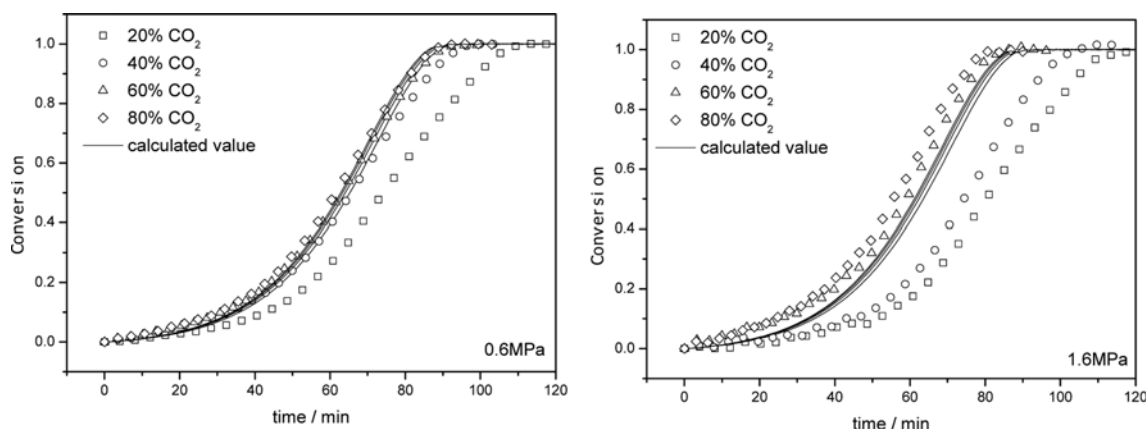 1.0
0.8
0.6
0.4
0.2
0.0
Conversion
20% CO2
40% CO2
60% CO2
80% CO2
calculated value
0.6MPa
0 20 40 60 80 100 120
time / min
1.0
0.8
0.6
0.4
0.2
0.0
Conversion
20% CO2
40% CO2
60% CO2
80% CO2
calculated value
1.6MPa
0 20 40 60 80 100 120
time / min